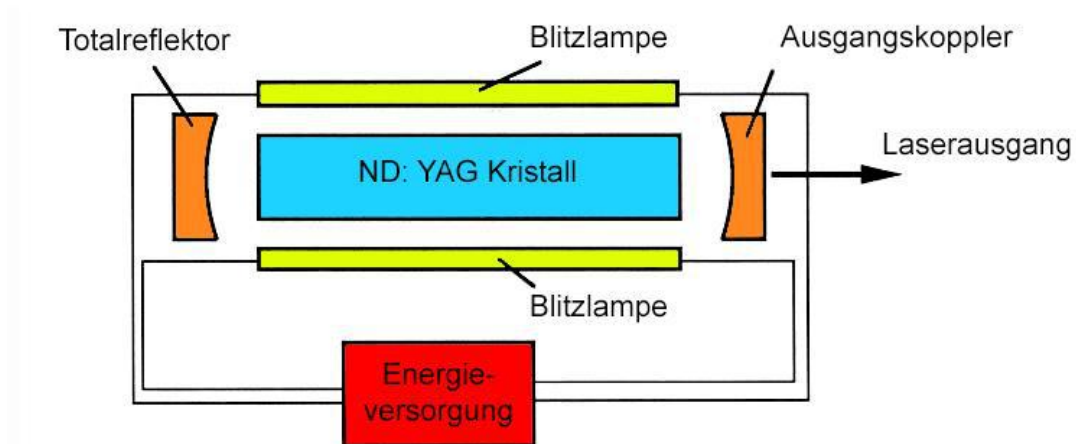 Totalreflektor
Blitzlampe
Ausgangskoppler
Laserausgang
ND: YAG Kristall
Blitzlampe
Energie-
versorgung